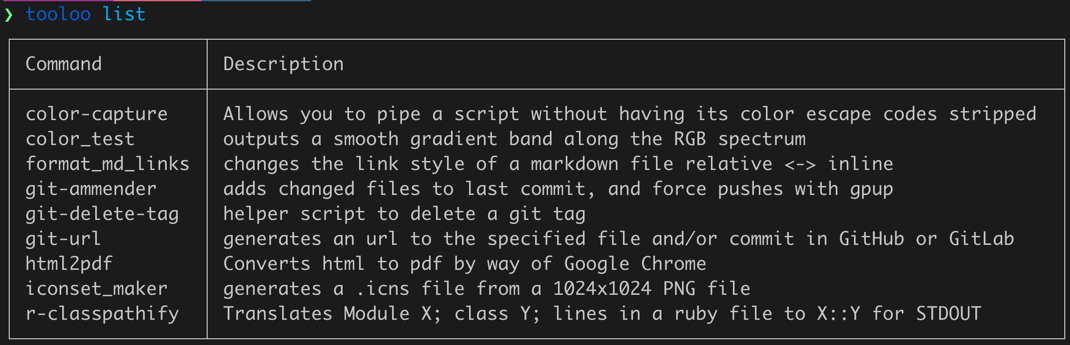 ❯ tooloo list
Command Description
color-capture Allows you to pipe a script without having its color escape codes stripped
color_test outputs a smooth gradient band along the RGB spectrum
format_md_links changes the link style of a markdown file relative <-> inline
git-ammender adds changed files to last commit, and force pushes with gpup
git-delete-tag helper script to delete a git tag
git-url generates an url to the specified file and/or commit in GitHub or GitLab
html2pdf Converts html to pdf by way of Google Chrome
iconset_maker generates a .icns file from a 1024x1024 PNG file
r-classpathify Translates Module X; class Y; lines in a ruby file to X::Y for STDOUT